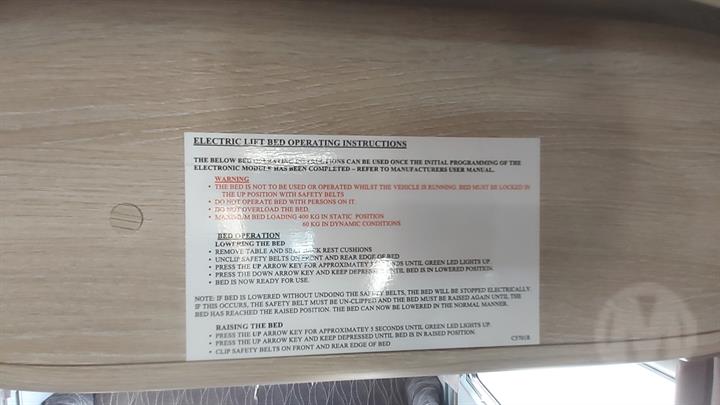 ELECTRIC LIFT BED OPERATING INSTRUCTIONS
THE BELOW BED OPERATING INSTRUCTIONS CAN BE USED ONCE THE INITIAL PROGRAMMING OF THE
ELECTRONIC MODULE HAS BEEN COMPLETED – REFER TO MANUFACTURERS USER MANUAL.
WARNING
• THE BED IS NOT TO BE USED OR OPERATED WHILST THE VEHICLE IS RUNNING. BED MUST BE LOCKED IN
THE UP POSITION WITH SAFETY BELTS
• DO NOT OPERATE BED WITH PERSONS ON IT.
• DO NOT OVERLOAD THE BED.
• MAXIMUM BED LOADING 400 KG IN STATIC POSITION
60 KG IN DYNAMIC CONDITIONS
BED OPERATION
LOWERING THE BED
• REMOVE TABLE AND SEAT BACK REST CUSHIONS
• UNCLIP SAFETY BELTS ON FRONT AND REAR EDGE OF BED
• PRESS THE UP ARROW KEY FOR APPROXIMATEY 5 SECONDS UNTIL GREEN LED LIGHTS UP.
• PRESS THE DOWN ARROW KEY AND KEEP DEPRESSED UNTIL BED IS IN LOWERED POSITION.
• BED IS NOW READY FOR USE.
NOTE: IF BED IS LOWERED WITHOUT UNDOING THE SAFETY BELTS, THE BED WILL BE STOPPED ELECTRICALLY.
IF THIS OCCURS, THE SAFETY BELT MUST BE UN-CLIPPED AND THE BED MUST BE RAISED AGAIN UNTIL THE
BED HAS REACHED THE RAISED POSITION. THE BED CAN NOW BE LOWERED IN THE NORMAL MANNER.
RAISING THE BED
• PRESS THE UP ARROW KEY FOR APPROXIMATEY 5 SECONDS UNTIL GREEN LED LIGHTS UP.
• PRESS THE UP ARROW KEY AND KEEP DEPRESSED UNTIL BED IS IN RAISED POSITION.
• CLIP SAFETY BELTS ON FRONT AND REAR EDGE OF BED